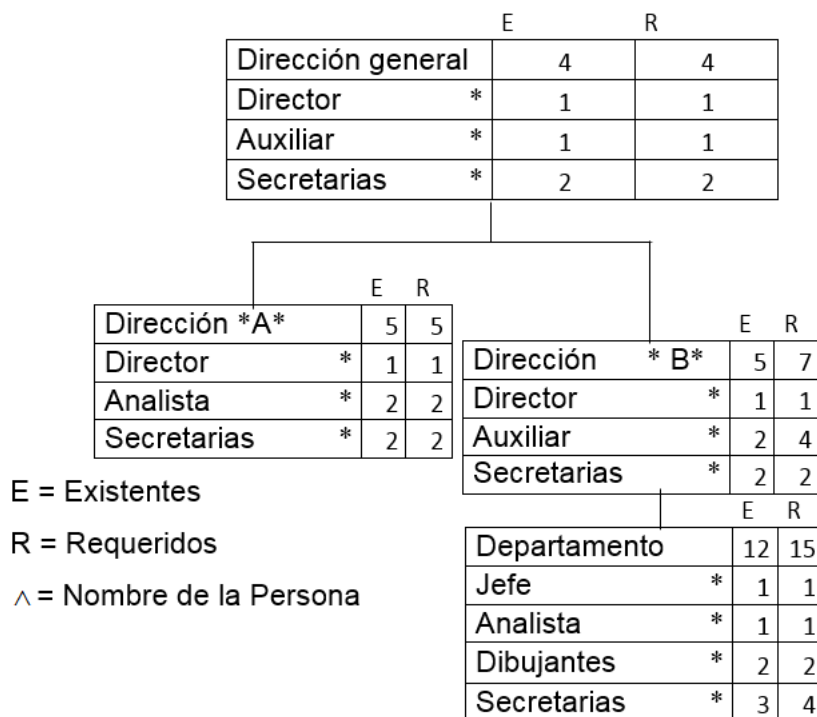 E R
Dirección general 4 4
Director * 1 1
Auxiliar * 1 1
Secretarias * 2 2
E R
Dirección *A* 5 5
Director * 1 1
Analista * 2 2
Secretarias * 2 2
E R
Dirección * B* 5 7
Director * 1 1
Auxiliar * 2 4
Secretarias * 2 2
E = Existentes
R = Requeridos
^ = Nombre de la Persona
E R
Departamento 12 15
Jefe * 1 1
Analista * 1 1
Dibujantes * 2 2
Secretarias * 3 4